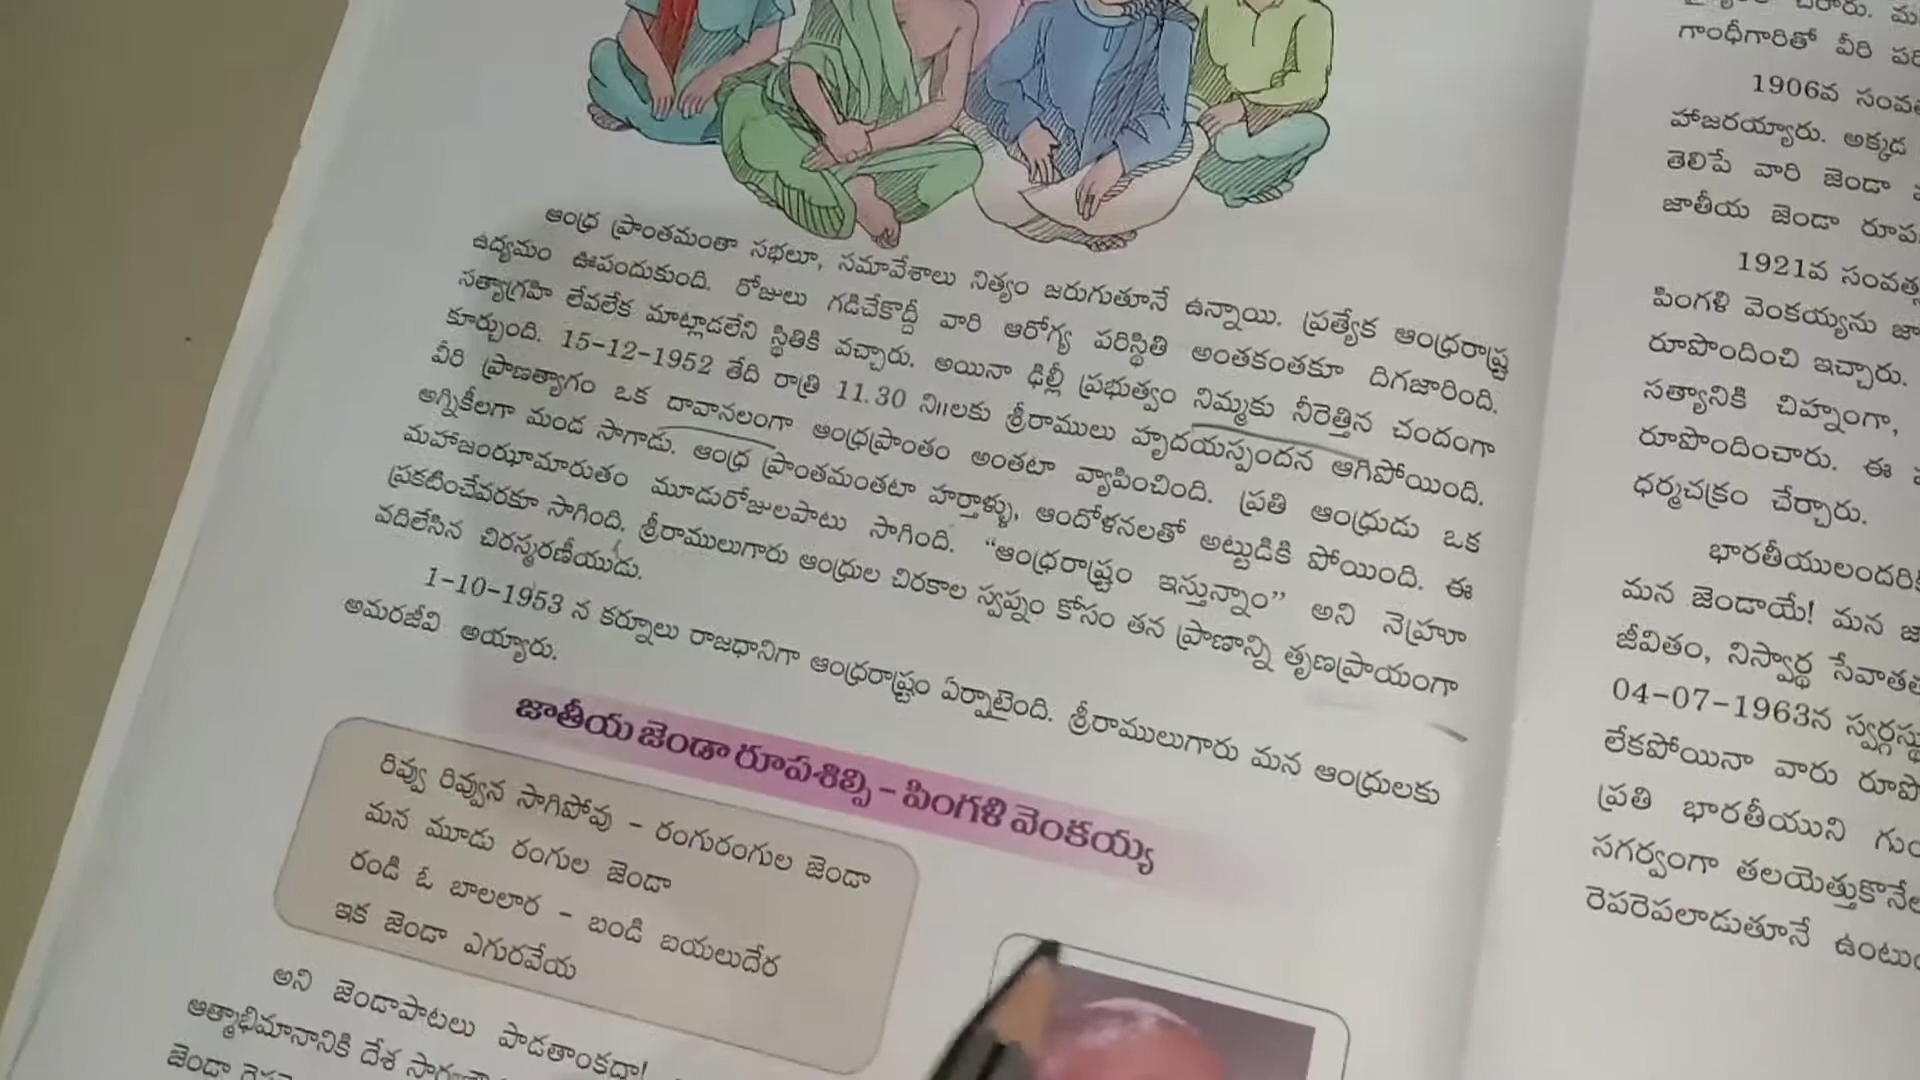 ఆంధ్ర ప్రాంతమంతా సభలూ, సమావేశాలు నిత్యం జరుగుతూనే ఉన్నాయి. ప్రత్యేక ఆంధ్రరాష్ట్ర
ఉద్యమం ఊపందుకుంది. రోజులు గడిచేకొద్దీ వారి ఆరోగ్య పరిస్థితి అంతకంతకూ దిగజారింది.
సత్యాగ్రహి లేవలేక మాట్లాడలేని స్థితికి వచ్చారు. అయినా ఢిల్లీ ప్రభుత్వం నిమ్మకు నీరెత్తిన చందంగా
కూర్చుంది. 15-12-1952 తేది రాత్రి 11.30 ని॥లకు శ్రీరాములు హృదయస్పందన ఆగిపోయింది.
వీరి ప్రాణత్యాగం ఒక దావానలంగా ఆంధ్రప్రాంతం అంతటా వ్యాపించింది. ప్రతి ఆంధ్రుడు ఒక
అగ్నికీలగా మండ సాగాడు. ఆంధ్ర ప్రాంతమంతటా హర్తాళ్ళు, ఆందోళనలతో అట్టుడికి పోయింది. ఈ
మహాజంఝామారుతం మూడురోజులపాటు సాగింది. “ఆంధ్రరాష్ట్రం ఇస్తున్నాం” అని నెహ్రూ
ప్రకటించేవరకూ సాగింది. శ్రీరాములుగారు ఆంధ్రుల చిరకాల స్వప్నం కోసం తన ప్రాణాన్ని తృణప్రాయంగా
వదిలేసిన చిరస్మరణీయుడు.
1-10-1953 న కర్నూలు రాజధానిగా ఆంధ్రరాష్ట్రం ఏర్పాటైంది. శ్రీరాములుగారు మన ఆంధ్రులకు
అమరజీవి అయ్యారు.
జాతీయ జెండా రూపశిల్పి - పింగళి వెంకయ్య
రివ్వు రివ్వున సాగిపోవు - రంగురంగుల జెండా
మన మూడు రంగుల జెండా
రండి ఓ బాలలార - బండి బయలుదేర
ఇక జెండా ఎగురవేయ
అని జెండాపాటలు పాడతాంకదా!
ఆత్మాభిమానానికి దేశ
జెండా
గాంధీగారితో వీరి
1906వ
హాజరయ్యారు. అక్కడ
తెలిపే వారి జెండా
జాతీయ జెండా
1921వ
పింగళి వెంకయ్యను
రూపొందించి ఇచ్చారు.
సత్యానికి చిహ్నంగా,
రూపొందించారు. ఈ
ధర్మచక్రం చేర్చారు.
మన జెండాయే! మన
జీవితం, నిస్వార్థ
04-07-1963న
లేకపోయినా వారు
ప్రతి భారతీయుని
సగర్వంగా
రెపరెపలాడుతూనే